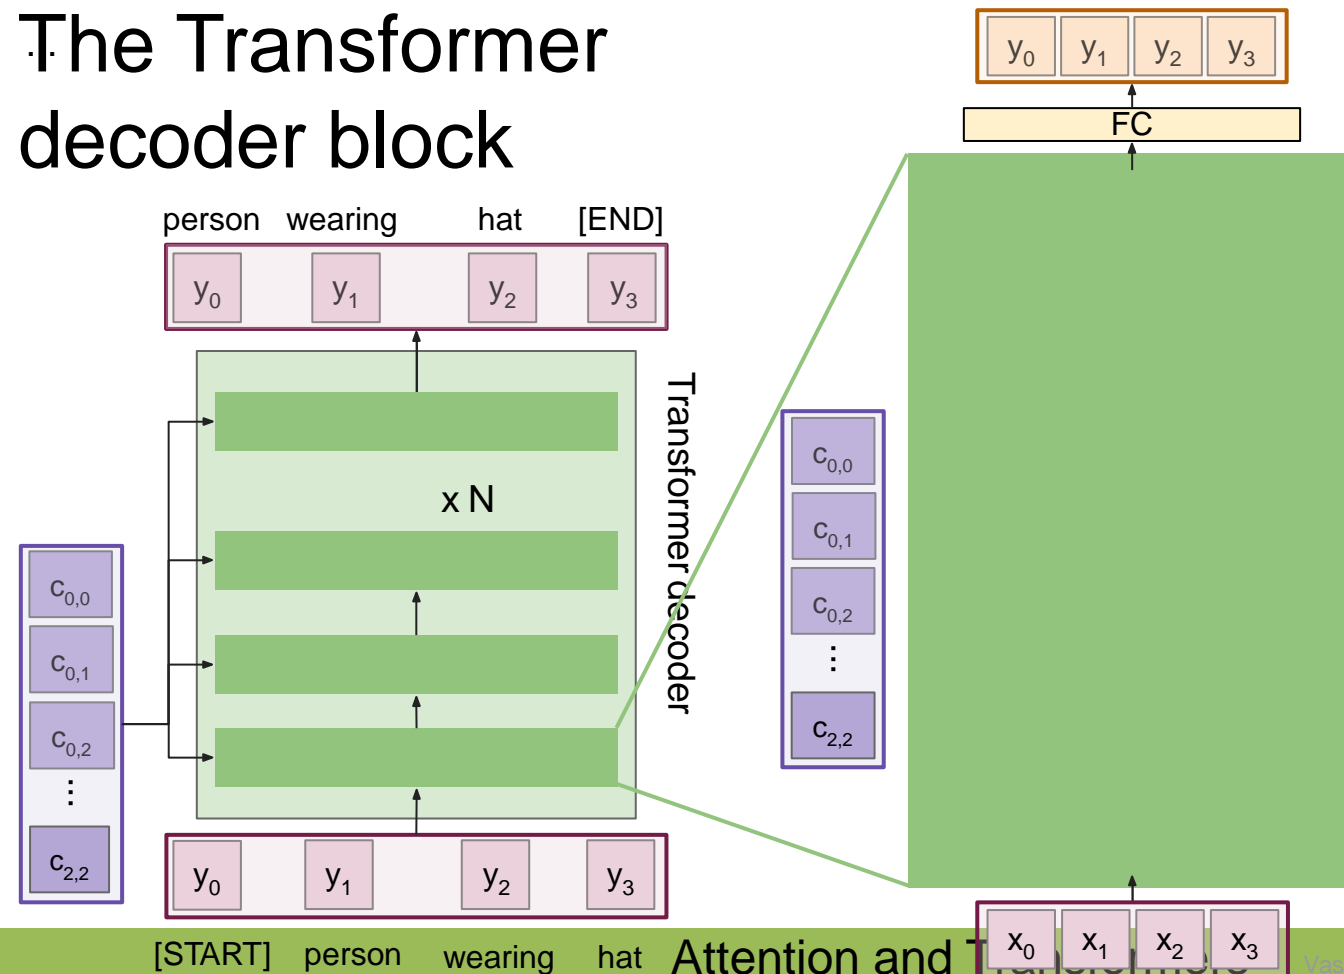 The Transformer
decoder block
...
person wearing hat [END]
y0 y1 y2 y3
x N
Transformer decoder
c0,0
c0,1
c0,2
⋮
c2,2
y0 y1 y2 y3
[START] person wearing hat
y0 y1 y2 y3
FC
c0,0
c0,1
c0,2
⋮
c2,2
x0 x1 x2 x3
Attention and Transformers
Vas